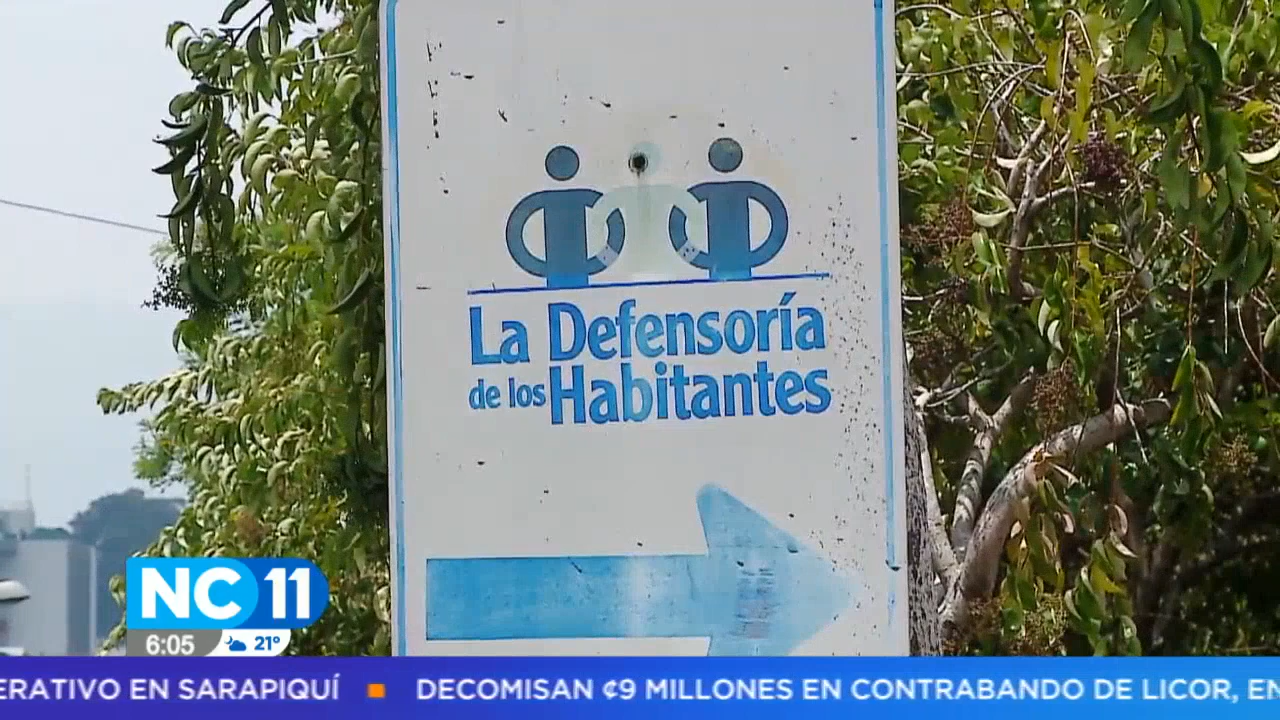 La Defensoría
de los Habitantes
NC 11
6:05 21°
ERATIVO EN SARAPIQUÍ ■ DECOMISAN ¢9 MILLONES EN CONTRABANDO DE LICOR, EN